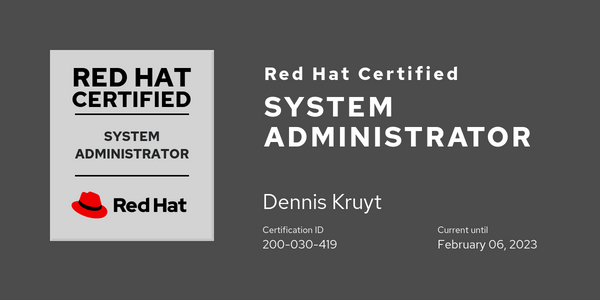 RED HAT
CERTIFIED
SYSTEM
ADMINISTRATOR
Red Hat
Red Hat Certified
SYSTEM
ADMINISTRATOR
Dennis Kruyt
Certification ID
200-030-419
Current until
February 06, 2023